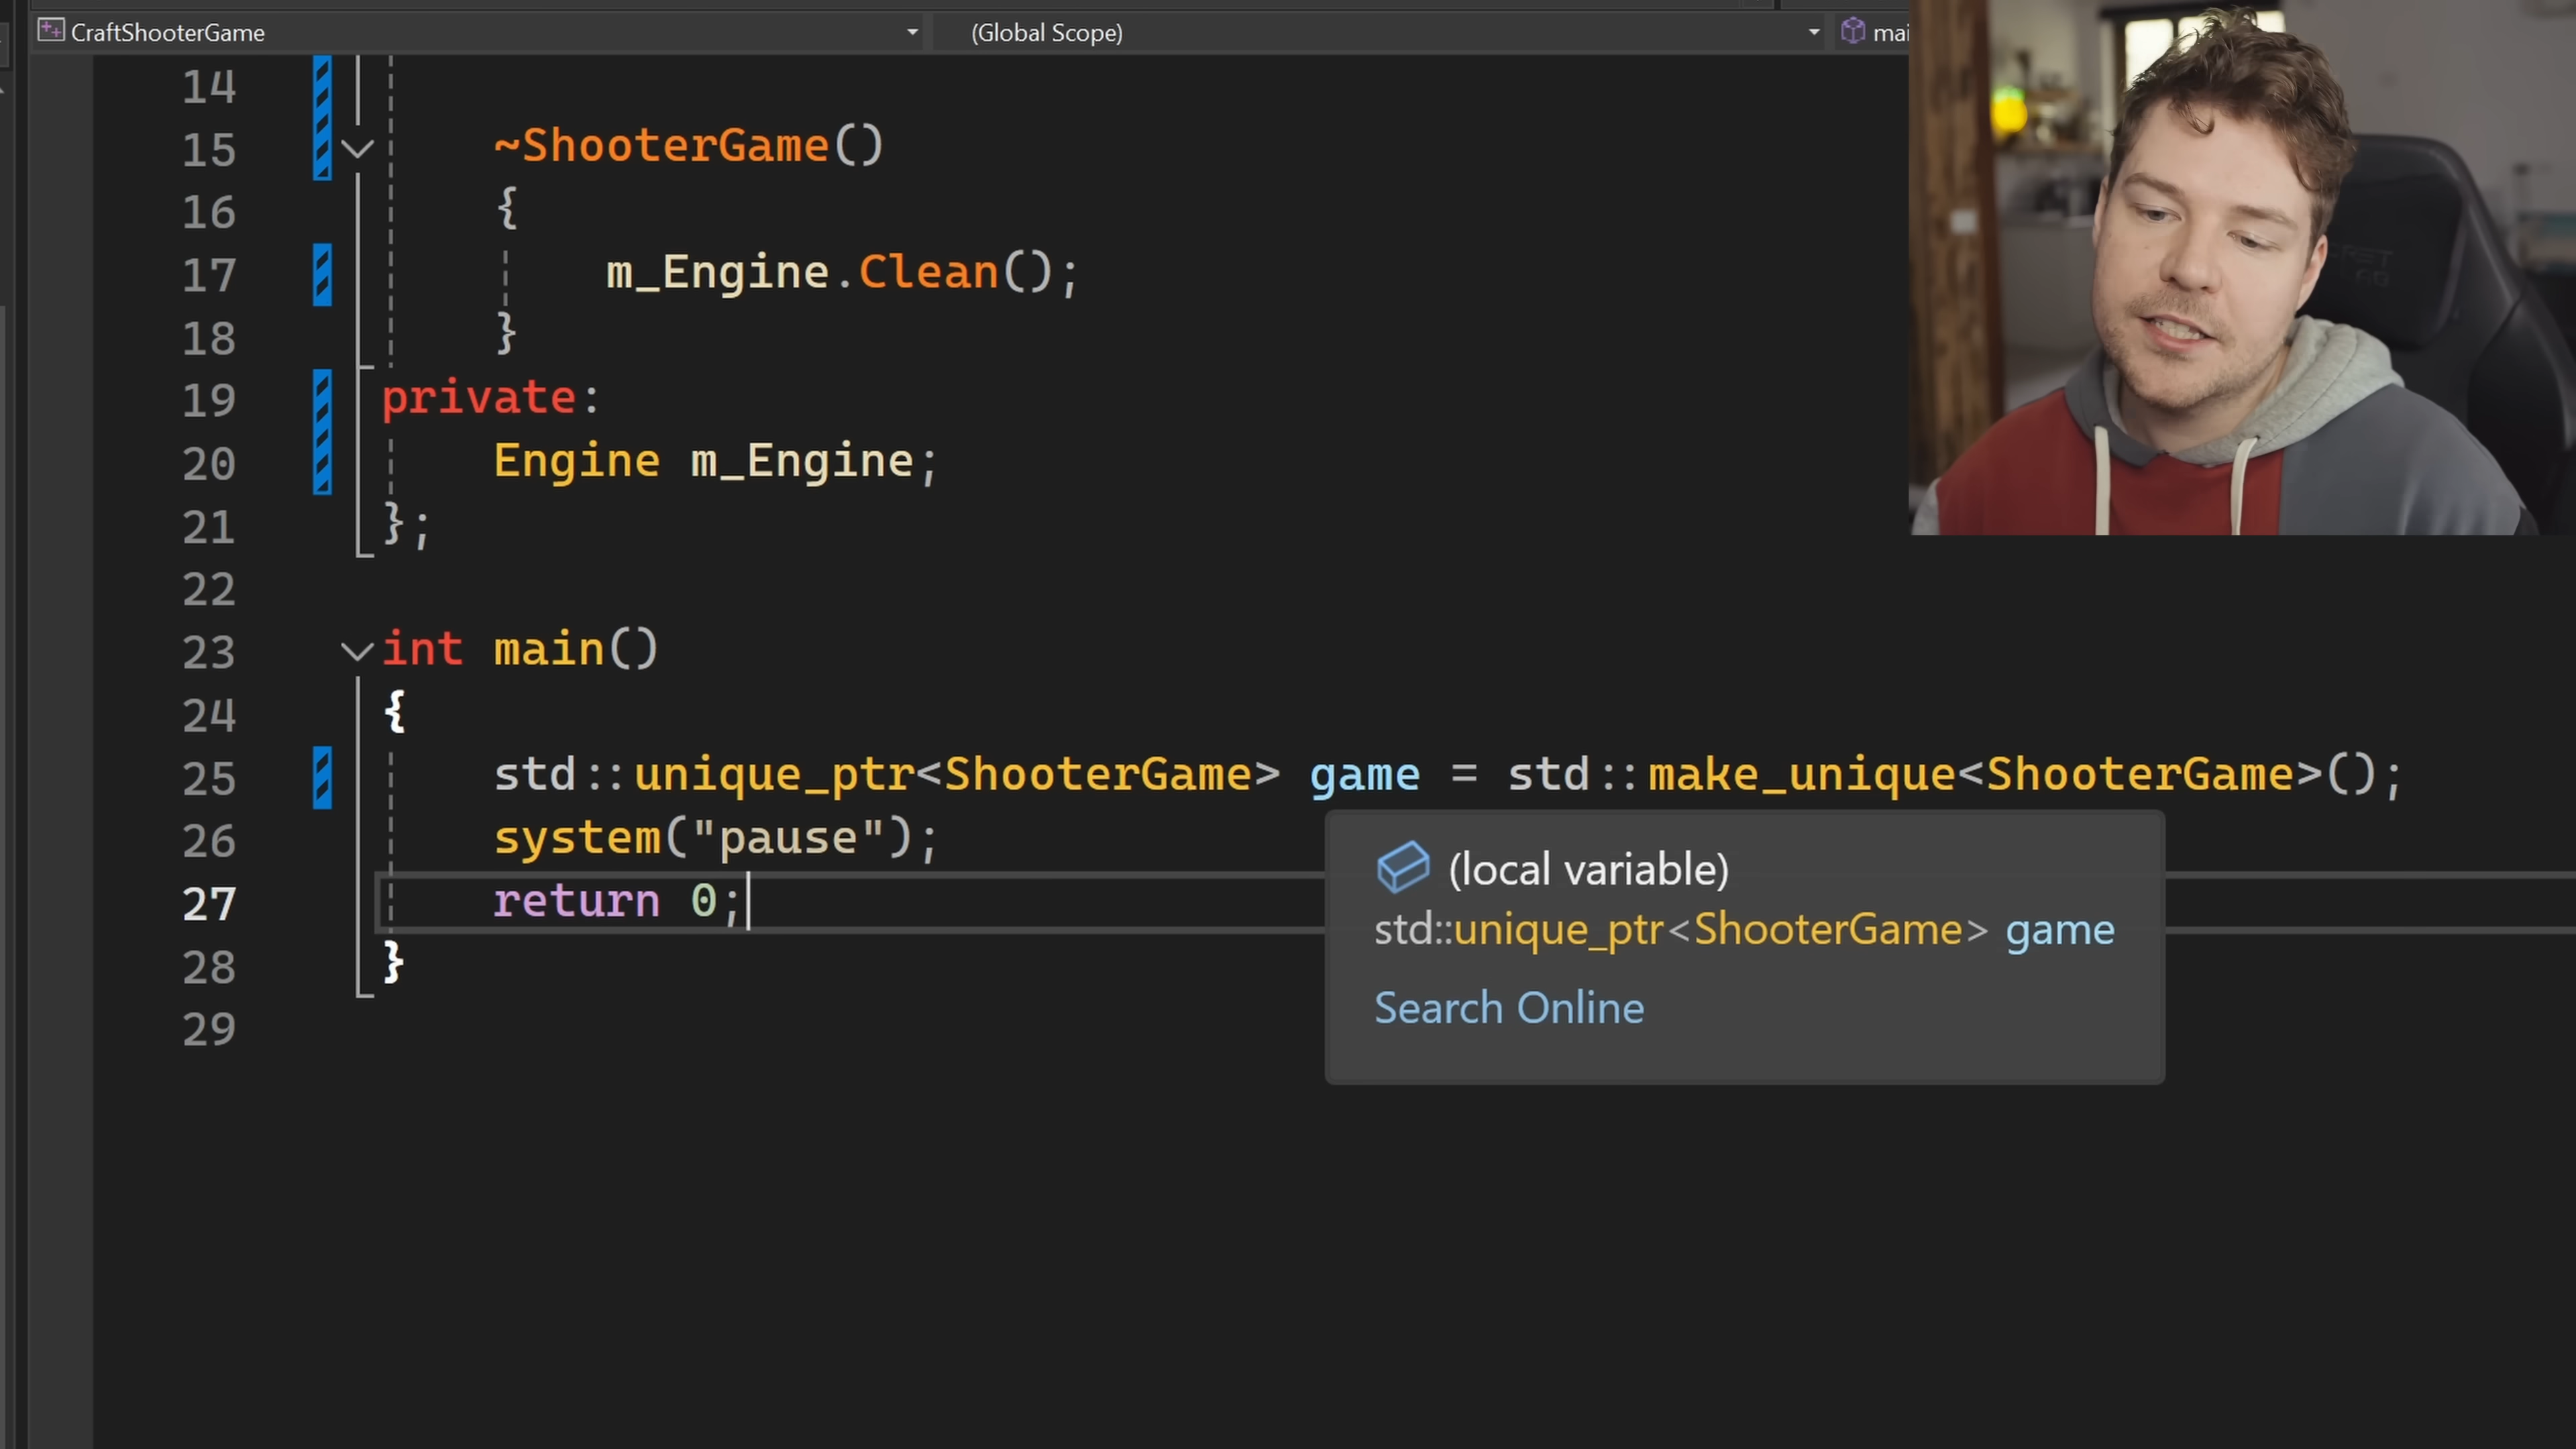 CraftShooterGame (Global Scope) mai
14
15 ~ShooterGame()
16 {
17 m_Engine.Clean();
18 }
19 private:
20 Engine m_Engine;
21 };
22
23 int main()
24 {
25 std::unique_ptr<ShooterGame> game = std::make_unique<ShooterGame>();
26 system("pause");
27 return 0;
28 }
29
(local variable)
std::unique_ptr<ShooterGame> game
Search Online